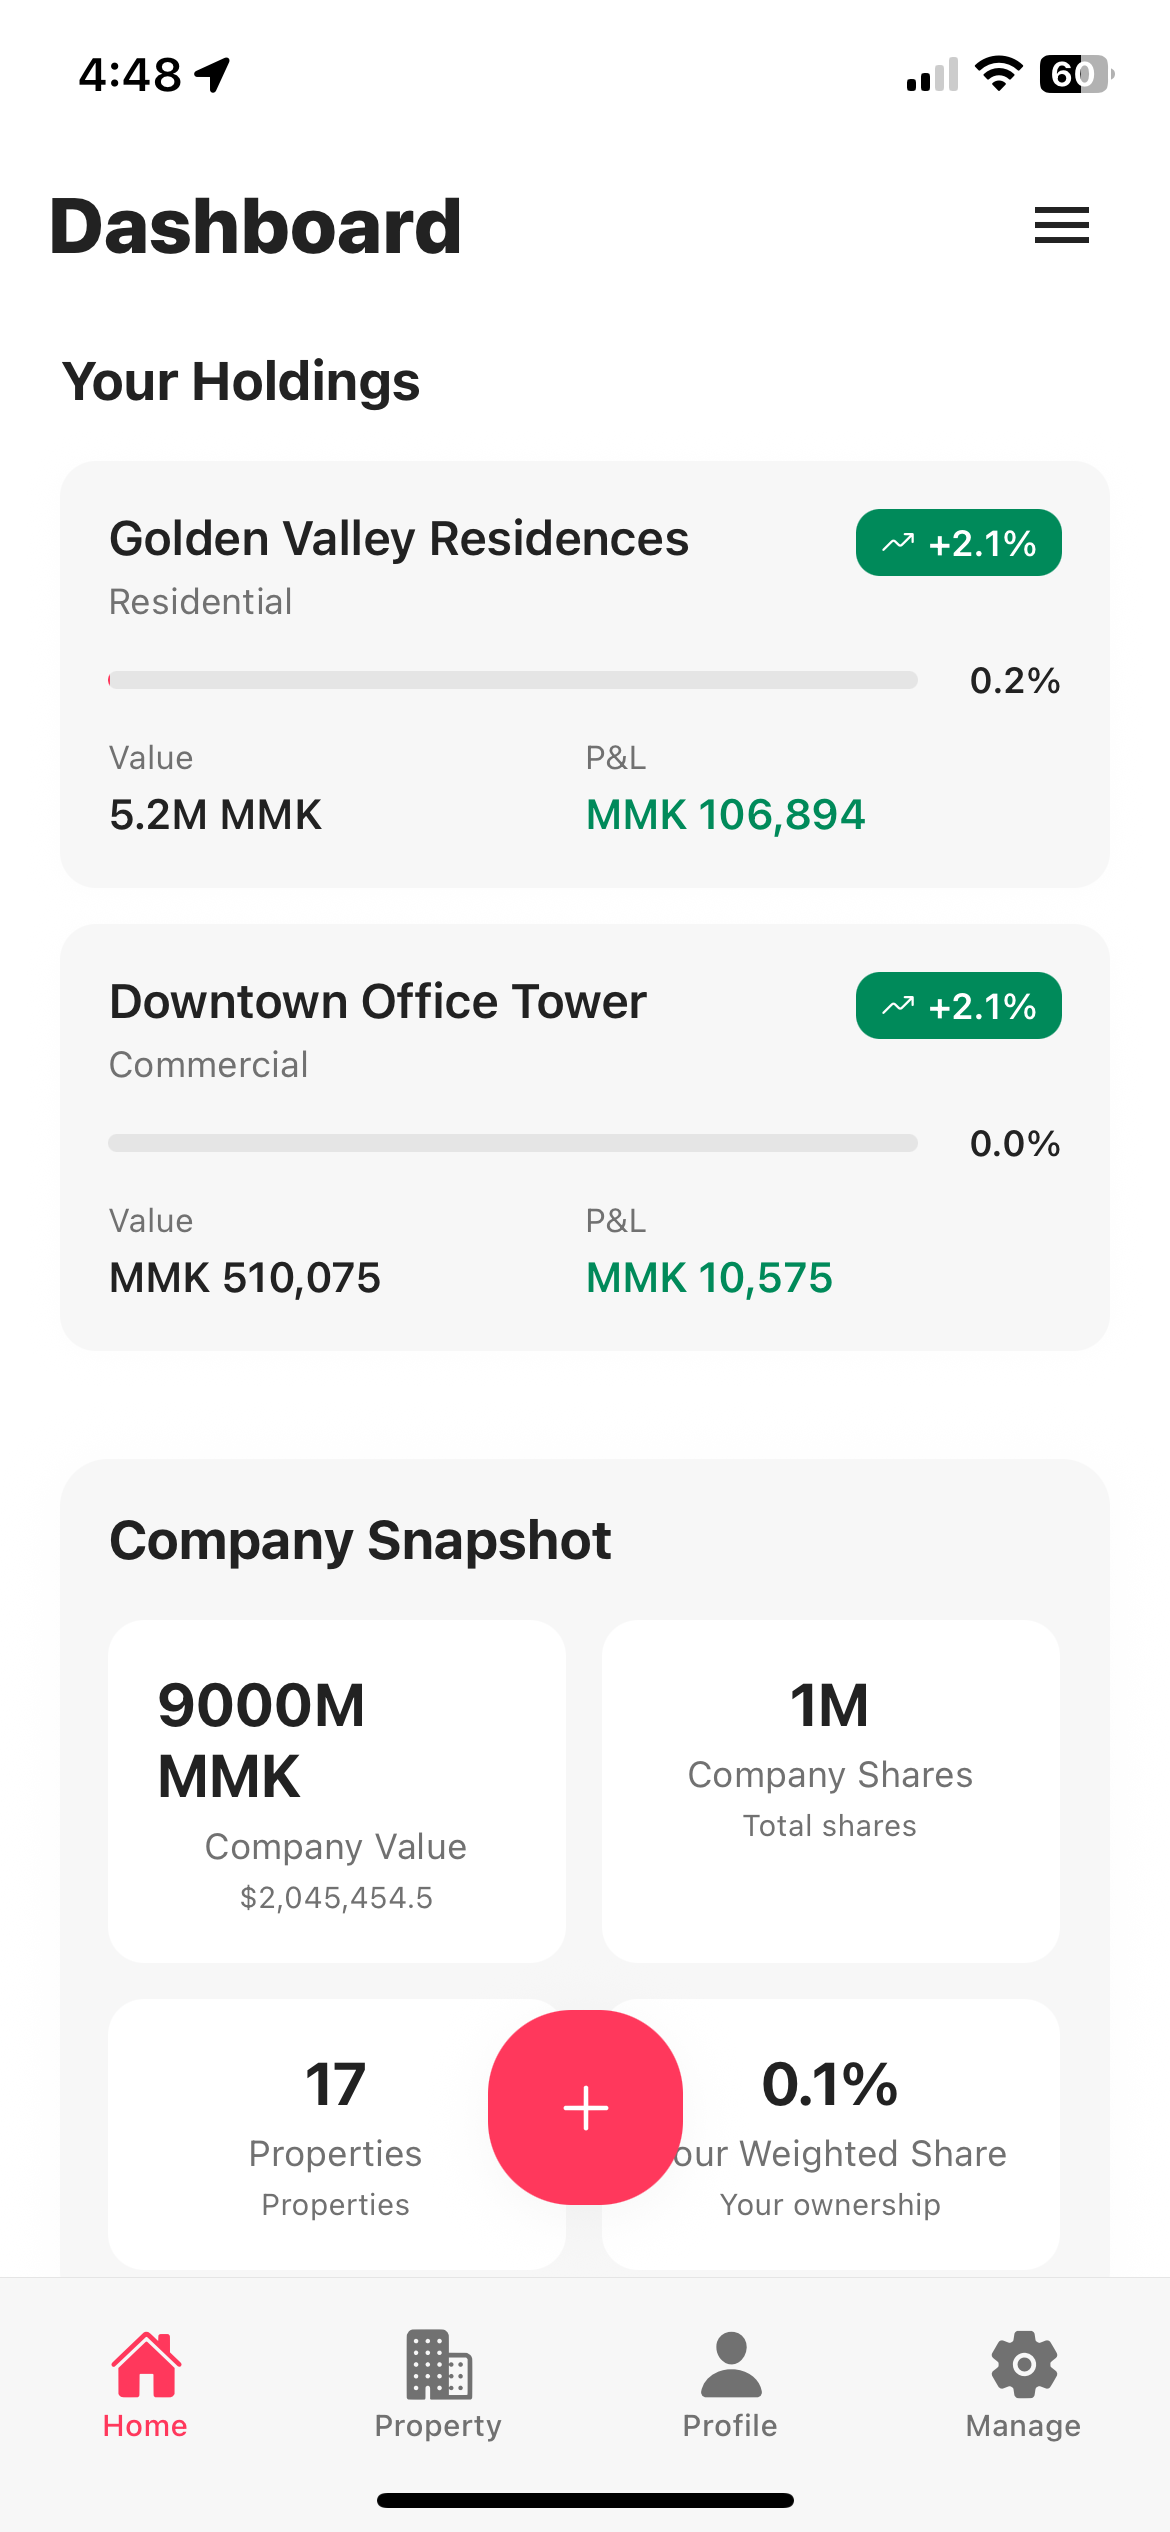 4:48
60
Dashboard
Your Holdings
Golden Valley Residences
+2.1%
Residential
0.2%
Value
P&L
5.2M MMK
MMK 106,894
Downtown Office Tower
+2.1%
Commercial
0.0%
Value
P&L
MMK 510,075
MMK 10,575
Company Snapshot
9000M
MMK
Company Value
$2,045,454.5
1M
Company Shares
Total shares
17
Properties
Properties
+
0.1%
our Weighted Share
Your ownership
Home
Property
Profile
Manage